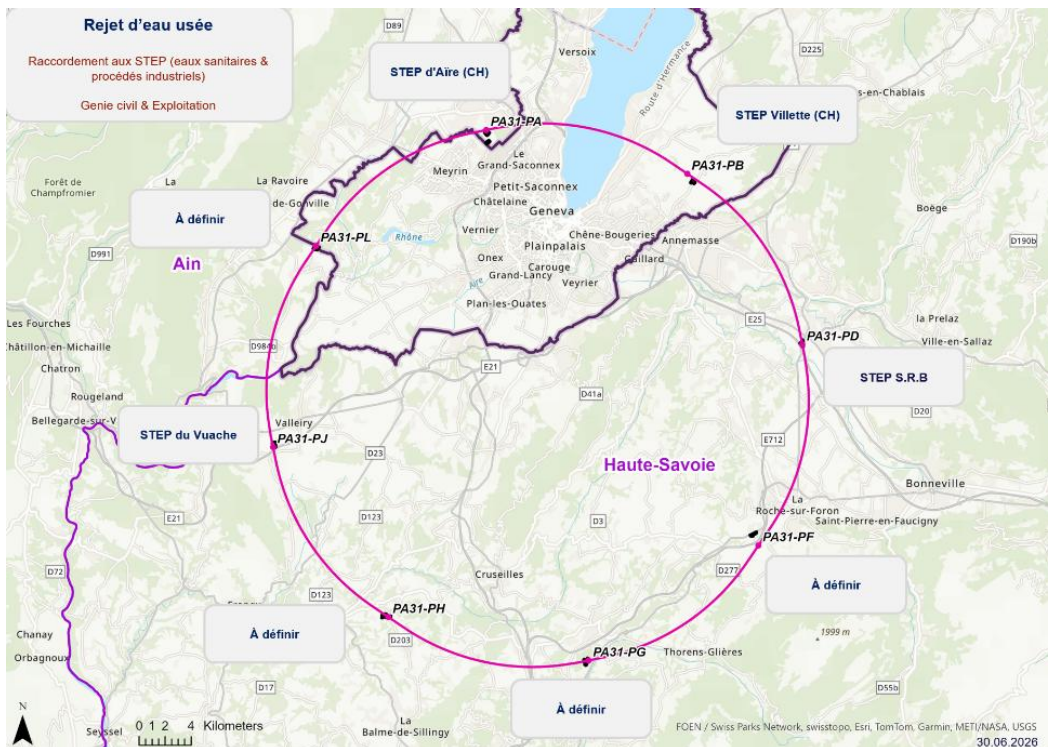 Rejet d'eau usée
Raccordement aux STEP (eaux sanitaires &
procédés industriels)
Genie civil & Exploitation
D89
Versoix
D225
STEP d'Aïre (CH)
Route d'Hermance
s-en-Chablais
STEP Villette (CH)
PA31-PA
Le
Grand-Saconnex
Meyrin
PA31-PB
Forêt de
Champfromier
La
La Ravoire
de-Gonville
Petit-Saconnex
Châtelaine
Geneva
Boëge
À définir
PA31-PL
Rhône
Vernier
Chêne-Bougeries
Annemasse
D190b
Plainpalais
D991
Ain
Onex
Carouge
Gaillard
Aïre
Grand-Lancy
Veyrier
Plan-les-Ouates
Les Fourches
Châtillon-en-Michaille
Chatron
D984b
E25
la Prelaz
PA31-PD
Ville-en-Sallaz
E21
Rougeland
STEP S.R.B
D41a
Bellegarde-sur-V
STEP du Vuache
Valleiry
PA31-PJ
D20
D23
E712
Haute-Savoie
Bonneville
E21
La
Roche-sur-Foron
Saint-Pierre-en-Faucigny
D123
D3
PA31-PF
D72
Cruseilles
D277
À définir
D123
PA31-PH
À définir
Chanay
Orbagnoux
D203
1999 m
PA31-PG
Thorens-Glières
D17
À définir
D55b
N
0 1 2 4 Kilometers
Seyssel
La
Balme-de-Sillingy
FOEN / Swiss Parks Network, swisstopo, Esri, TomTom, Garmin, METI/NASA, USGS
30.06.2026